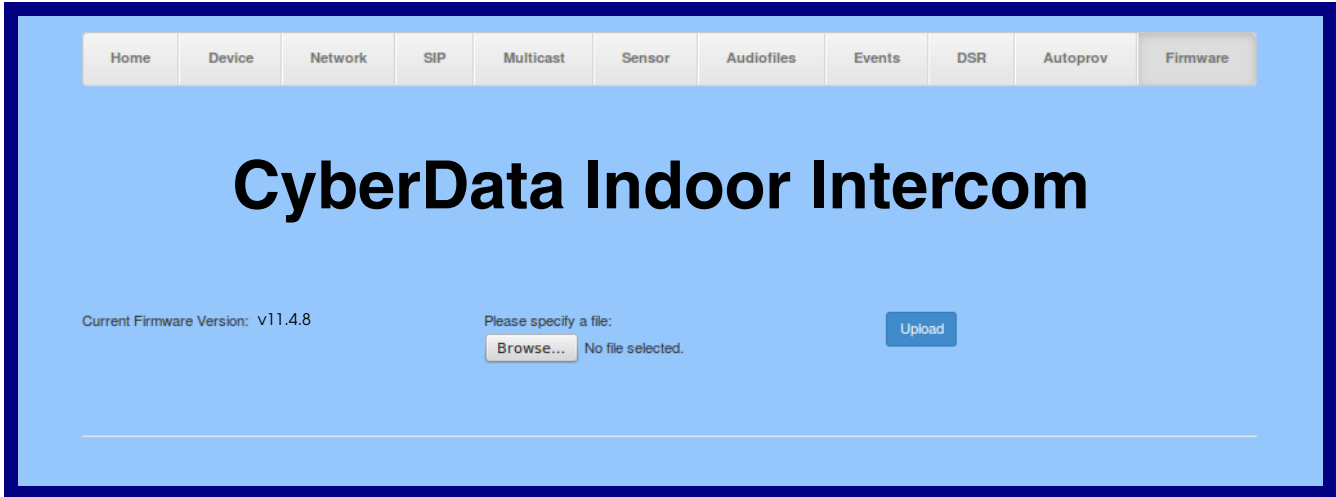 Home Device Network SIP Multicast Sensor Audiofiles Events DSR Autoprov Firmware
CyberData Indoor Intercom
Current Firmware Version: v11.4.8 Please specify a file: Upload
Browse... No file selected.